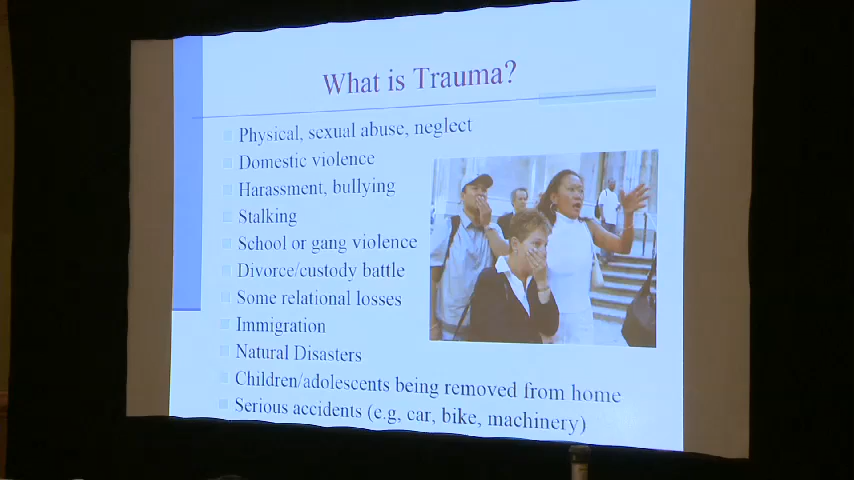 What is Trauma?
Physical, sexual abuse, neglect
Domestic violence
Harassment, bullying
Stalking
School or gang violence
Divorce/custody battle
Some relational losses
Immigration
Natural Disasters
Children/adolescents being removed from home
Serious accidents (e.g, car, bike, machinery)